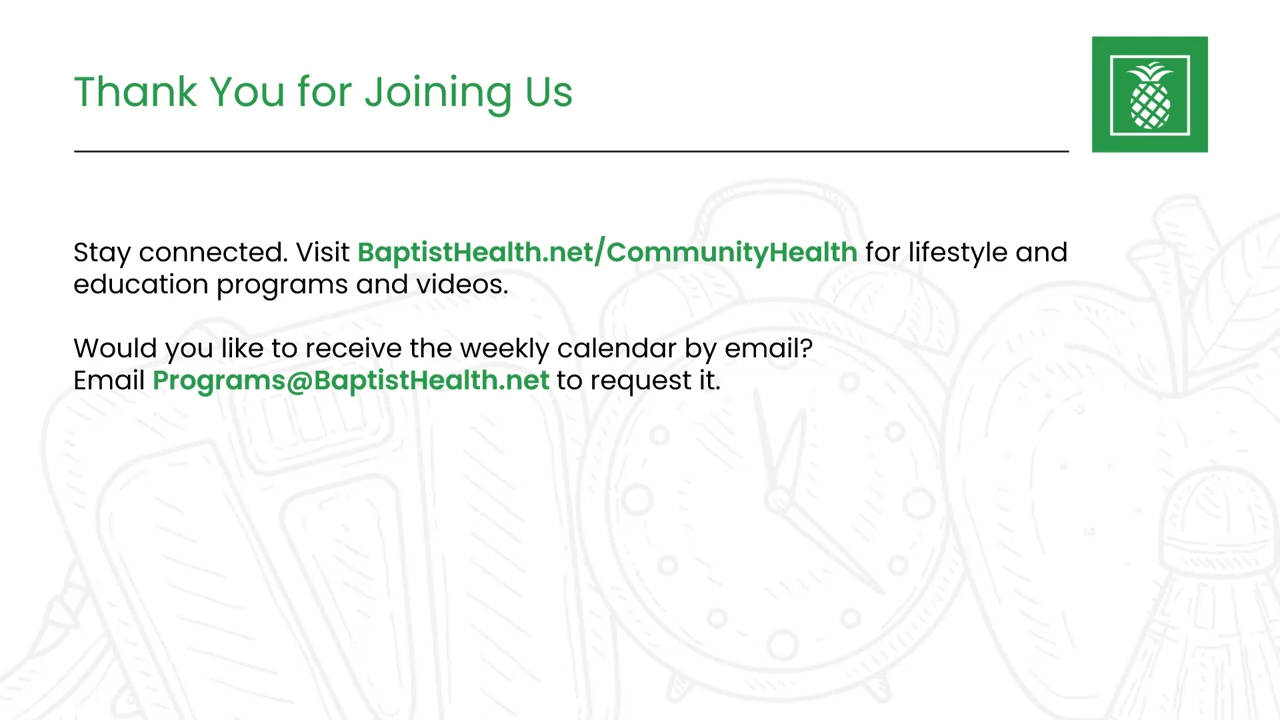 Thank You for Joining Us
Stay connected. Visit BaptistHealth.net/CommunityHealth for lifestyle and
education programs and videos.
Would you like to receive the weekly calendar by email?
Email Programs@BaptistHealth.net to request it.